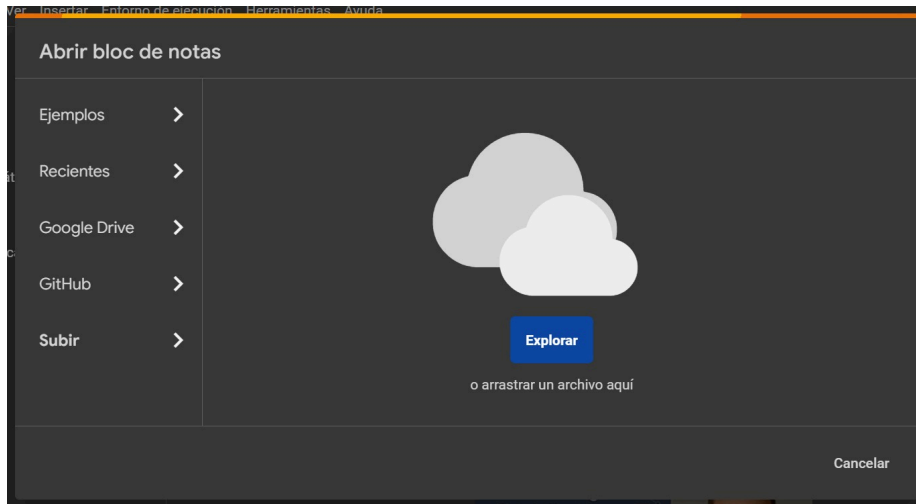 Ver Insertar Entorno de ejecución Herramientas Ayuda
Abrir bloc de notas
Ejemplos
Recientes
Google Drive
GitHub
Subir
Explorar
o arrastrar un archivo aquí
Cancelar